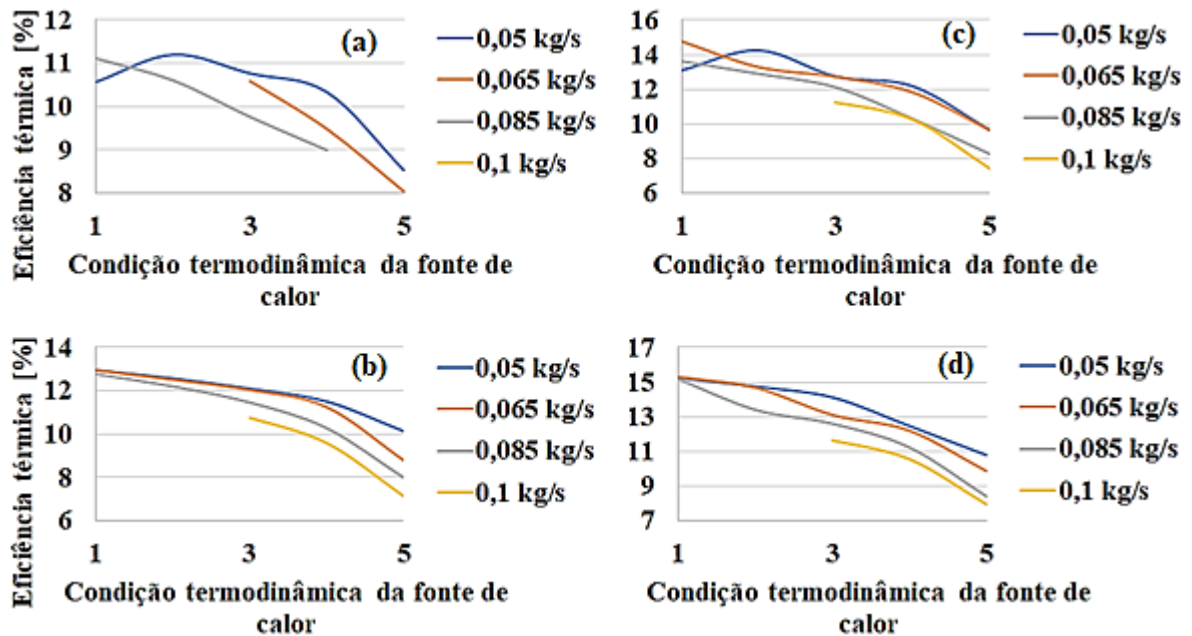 Eficiência térmica [%]
12
11
10
9
8
(a)
0,05 kg/s
0,065 kg/s
0,085 kg/s
0,1 kg/s
1 3 5
Condição termodinâmica da fonte de
calor
16
14
12
10
8
6
(c)
0,05 kg/s
0,065 kg/s
0,085 kg/s
0,1 kg/s
1 3 5
Condição termodinâmica da fonte de
calor
Eficiência térmica [%]
14
12
10
8
6
(b)
0,05 kg/s
0,065 kg/s
0,085 kg/s
0,1 kg/s
1 3 5
Condição termodinâmica da fonte de
calor
17
15
13
11
9
7
(d)
0,05 kg/s
0,065 kg/s
0,085 kg/s
0,1 kg/s
1 3 5
Condição termodinâmica da fonte de
calor